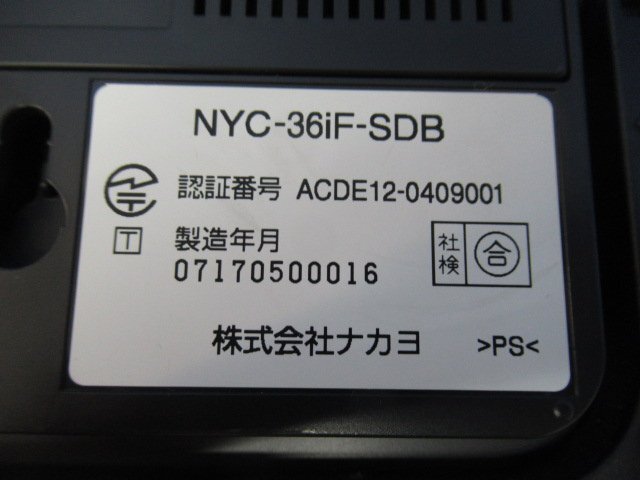 NYC-36iF-SDB
認証番号 ACDE12-0409001
T 製造年月
07170500016
社検 合
株式会社ナカヨ >PS<